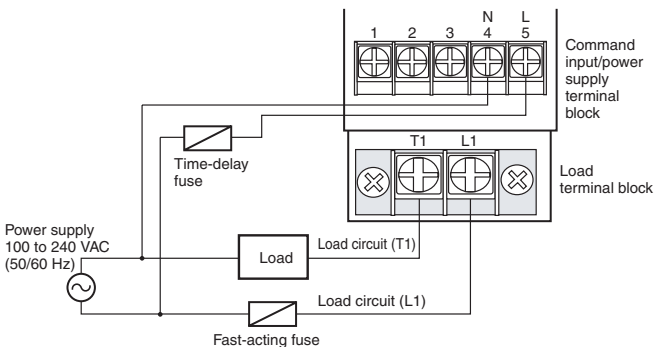 N L
1 2 3 4 5
Command
input/power
supply
terminal
block
T1 L1
Time-delay
fuse
Load
terminal block
Power supply
100 to 240 VAC
(50/60 Hz)
Load
Load circuit (T1)
Load circuit (L1)
Fast-acting fuse